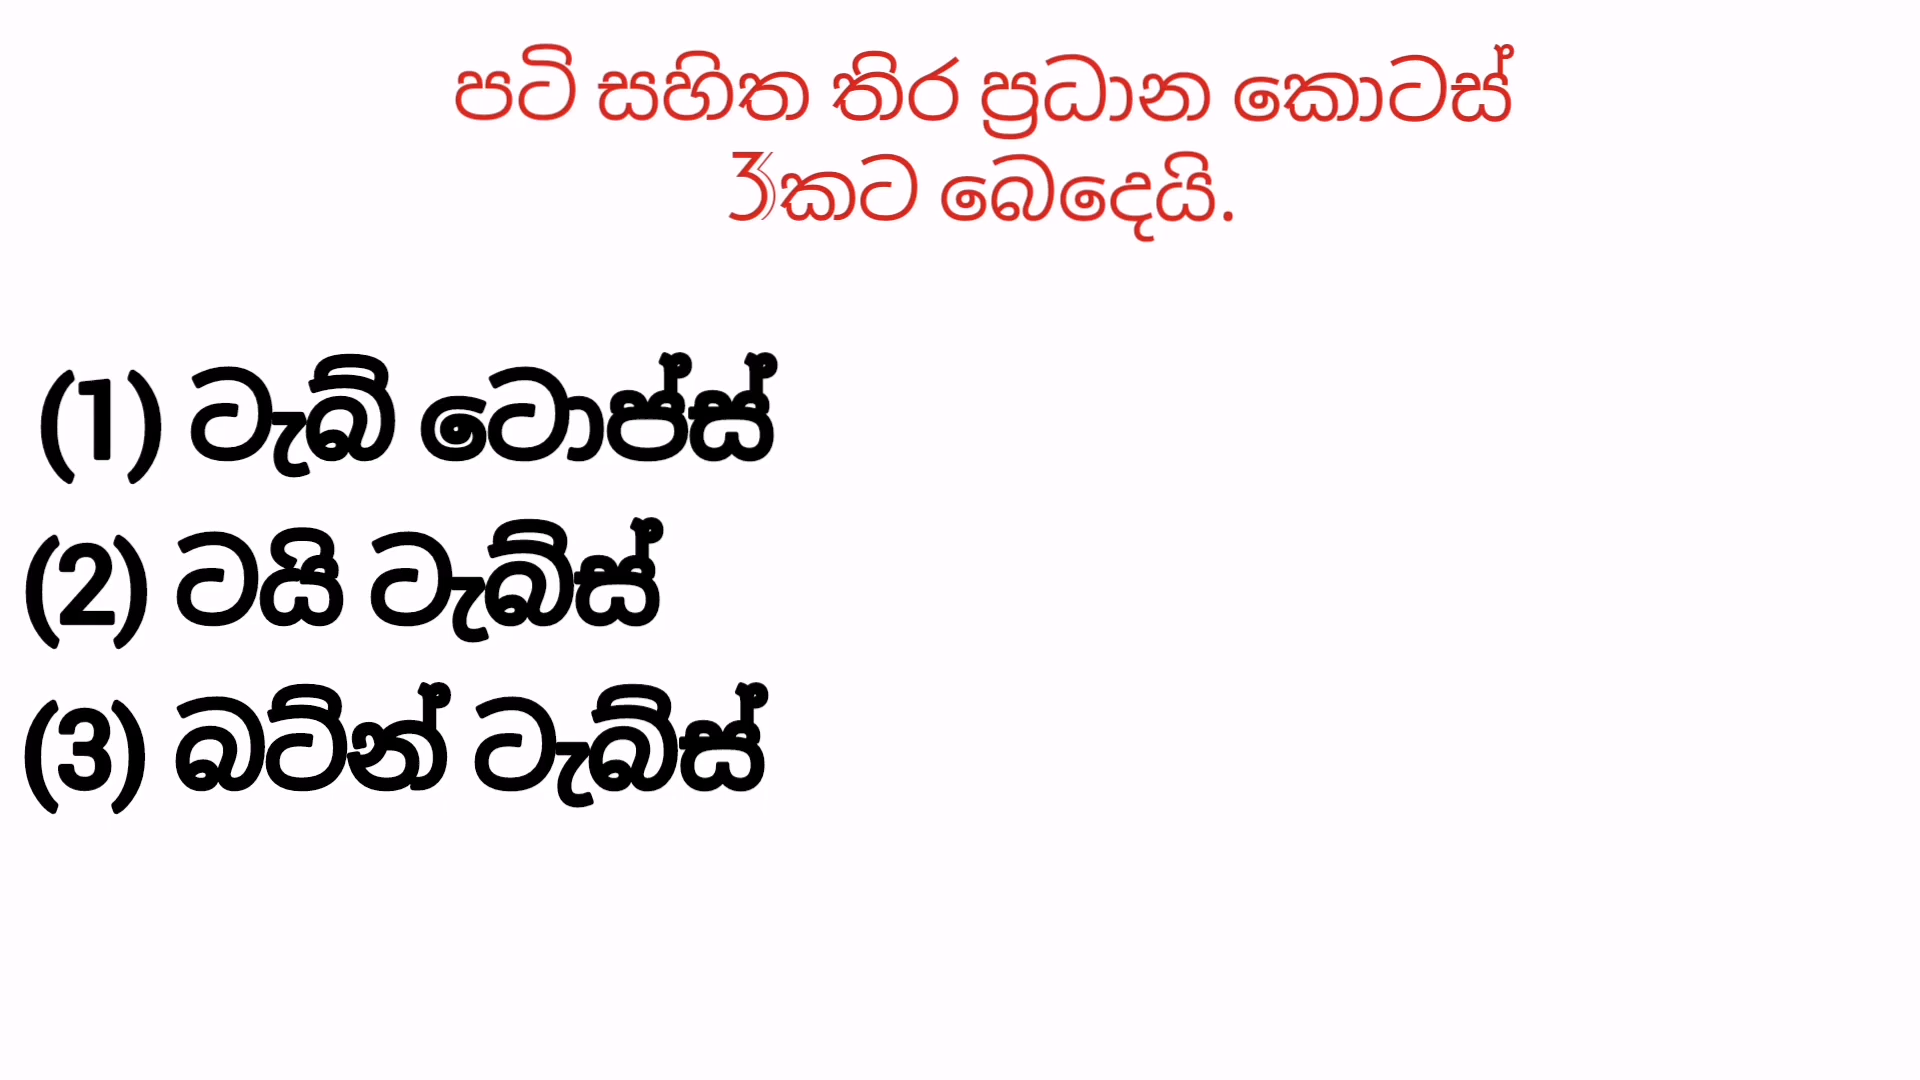 පටි සහිත තිර ප්‍රධාන කොටස්
3කට බෙදෙයි.
(1) ටැබ් ටොප්ස්
(2) ටයි ටැබ්ස්
(3) බටින් ටැබ්ස්